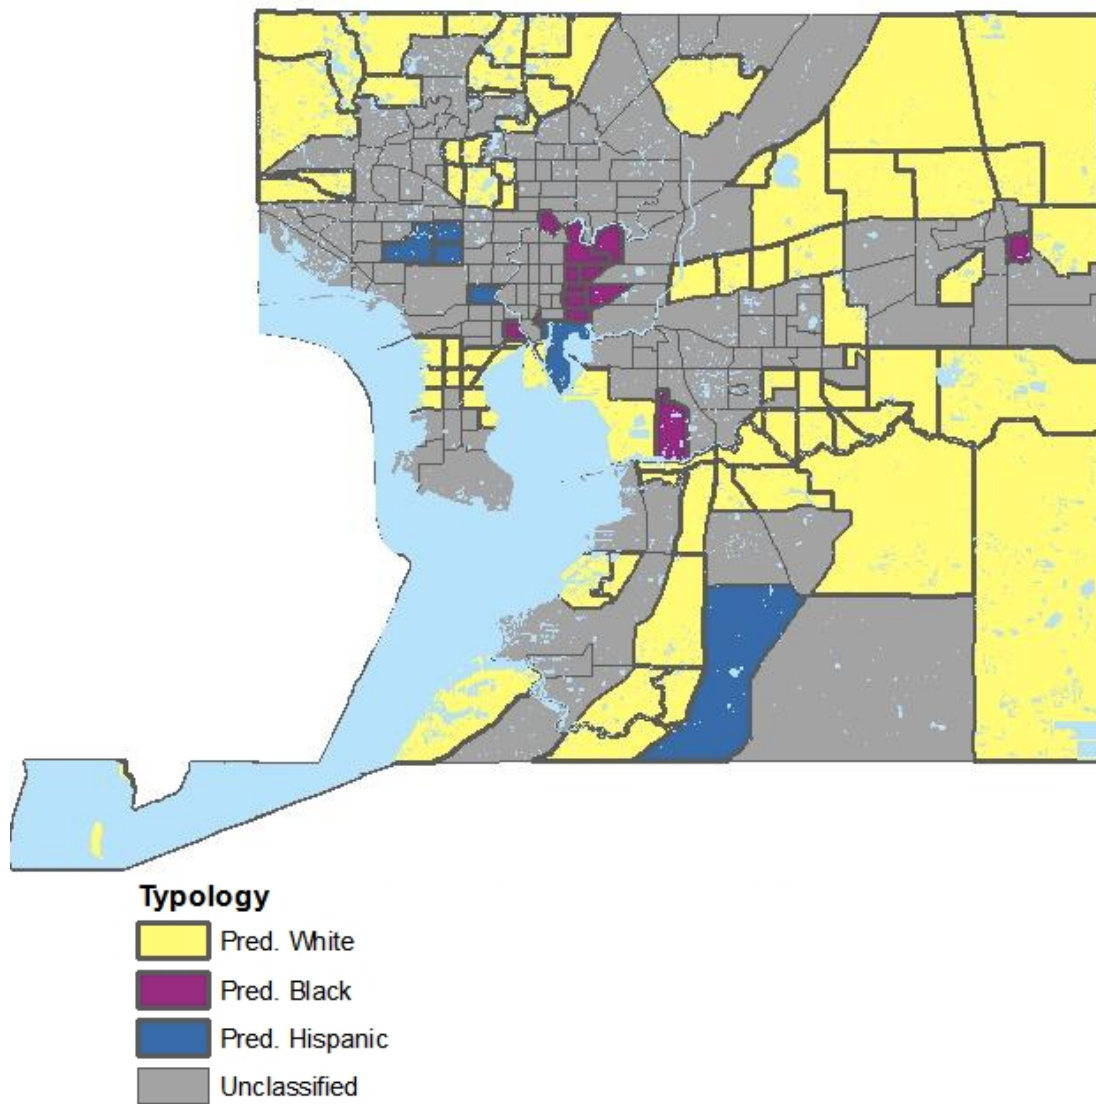 Typology
Pred. White
Pred. Black
Pred. Hispanic
Unclassified